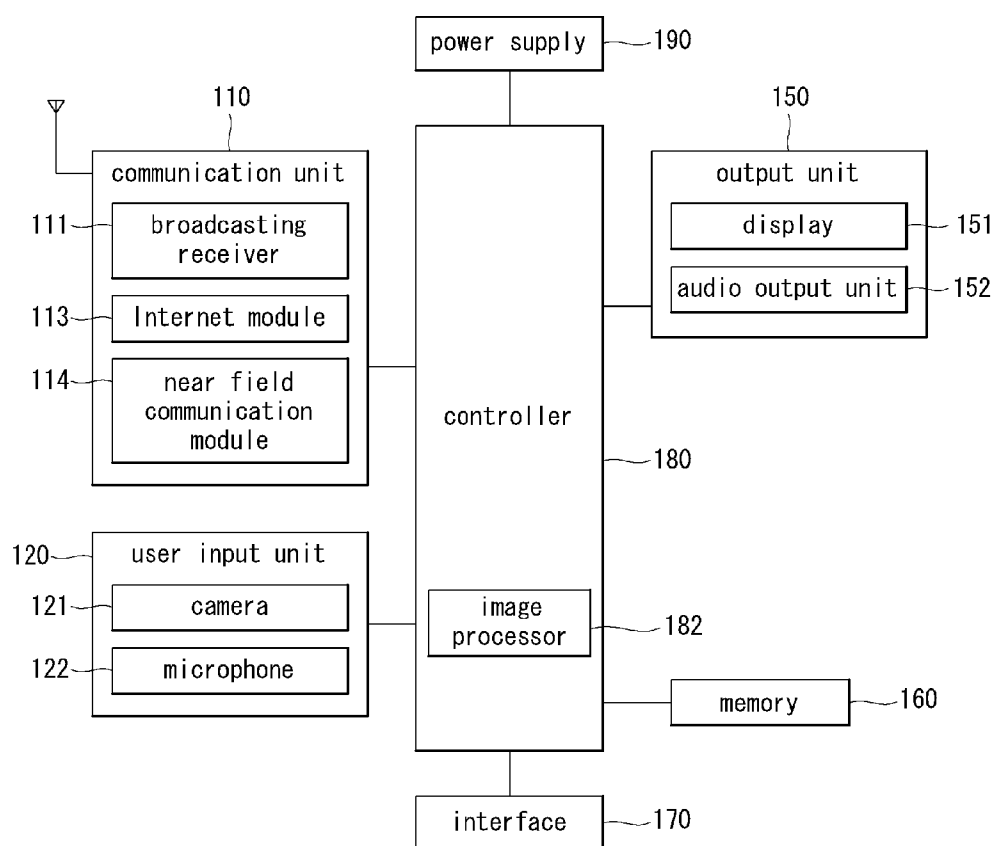 power supply
190
110
communication unit
111
broadcasting
receiver
113
Internet module
114
near field
communication
module
120
user input unit
121
camera
122
microphone
controller
180
image
processor
182
150
output unit
display
151
audio output unit
152
memory
160
interface
170